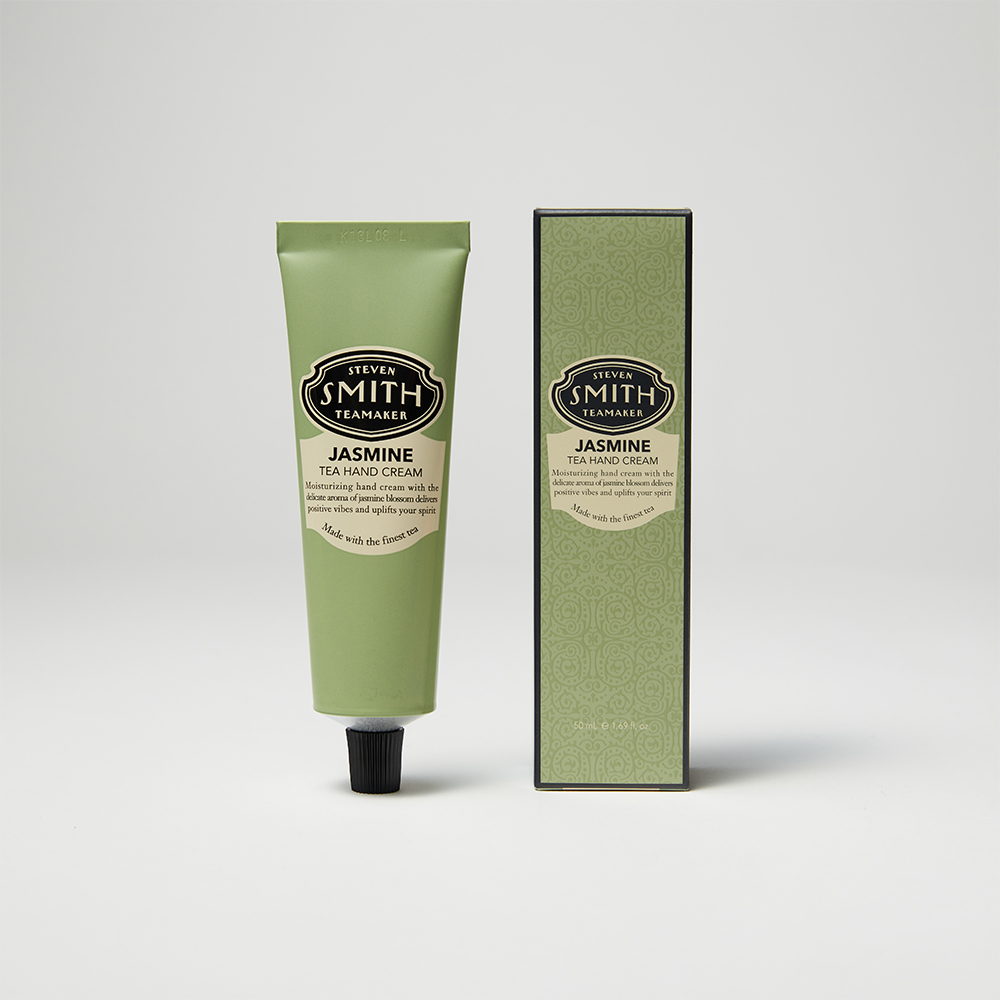 STEVEN
SMITH
TEAMAKER
JASMINE
TEA HAND CREAM
Moisturizing hand cream with the
delicate aroma of jasmine blossom delivers
positive vibes and uplifts your spirit
Made with the finest tea
STEVEN
SMITH
TEAMAKER
JASMINE
TEA HAND CREAM
Moisturizing hand cream with the
delicate aroma of jasmine blossom delivers
positive vibes and uplifts your spirit
Made with the finest tea
50 mL ℮ 1.69 fl. oz.